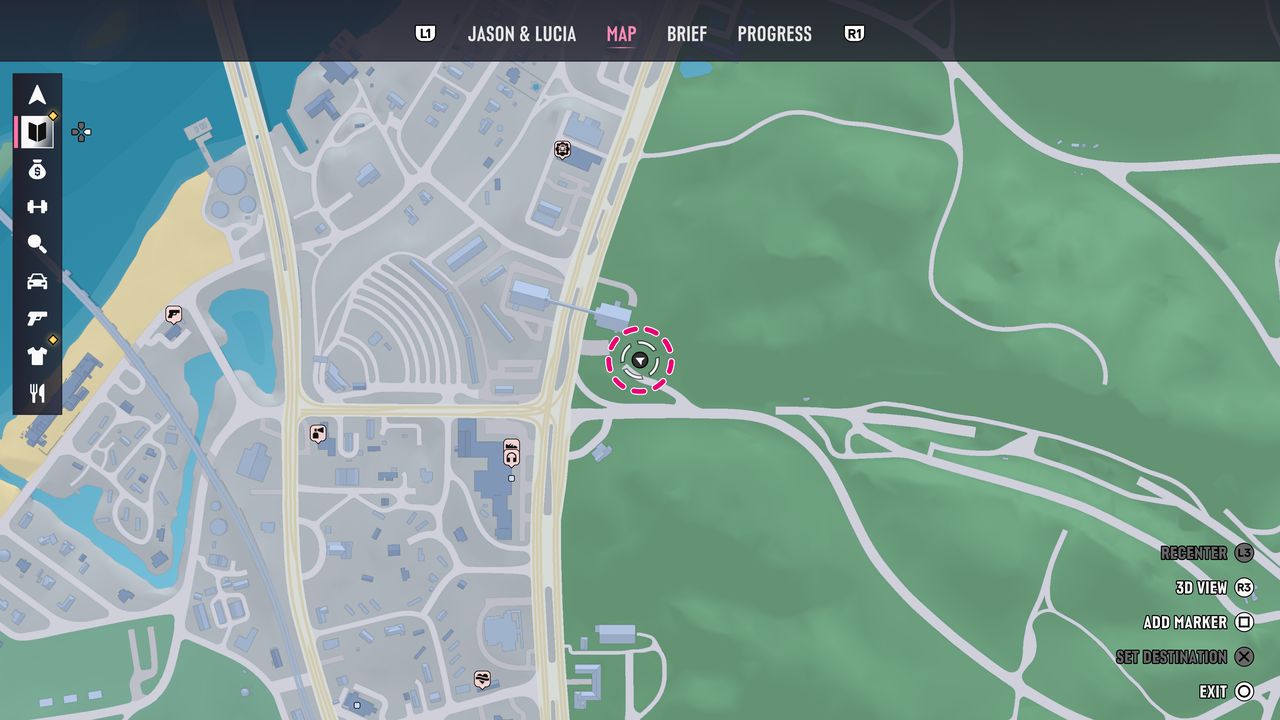 L1 JASON & LUCIA MAP BRIEF PROGRESS R1
RECENTER L3
3D VIEW R3
ADD MARKER
SET DESTINATION
EXIT